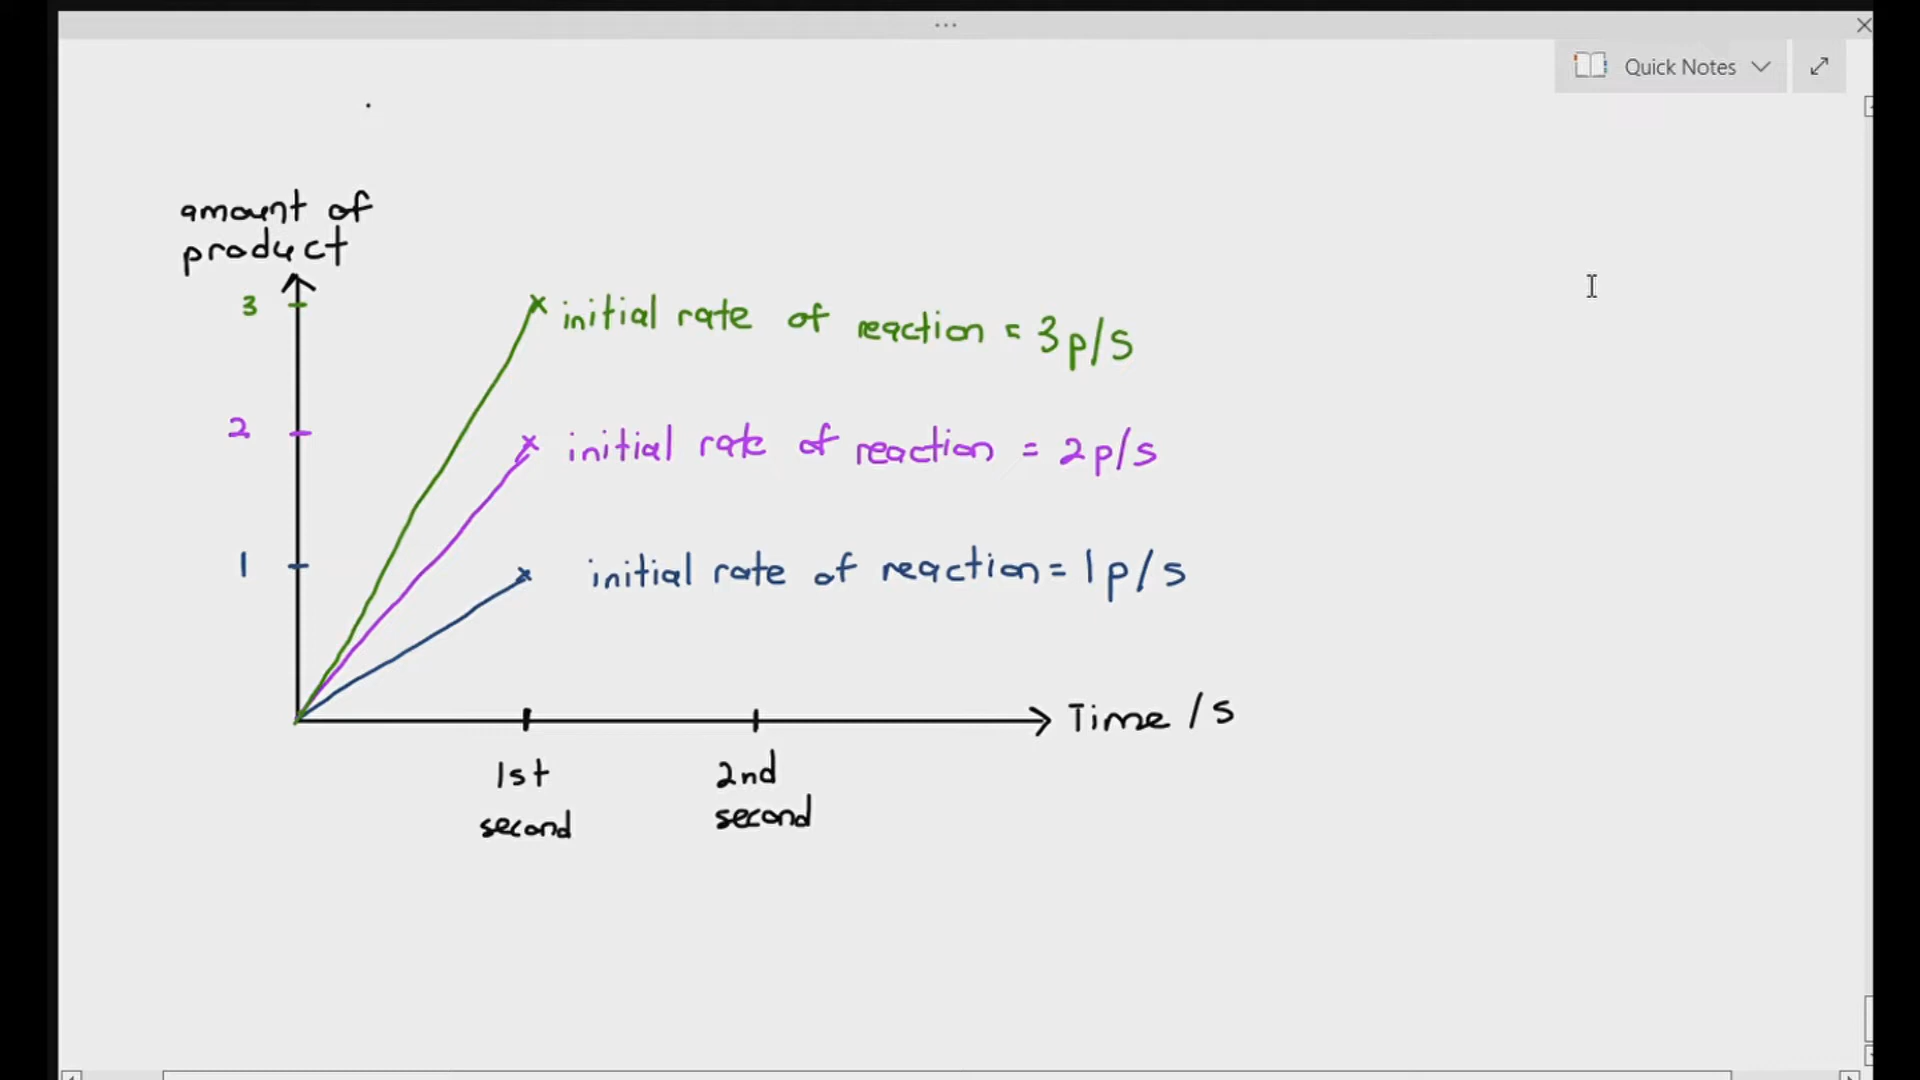 Quick Notes
amount of
product
3
initial rate of reaction = 3p/s
2
initial rate of reaction = 2p/s
1
initial rate of reaction = 1p/s
Time /s
1st
second
2nd
second